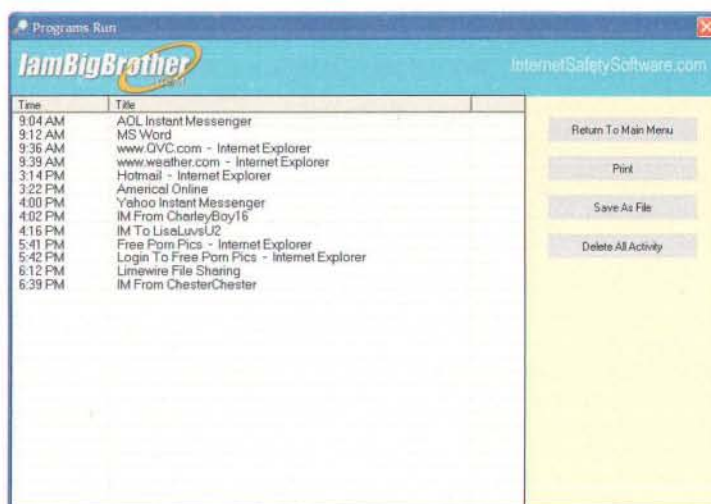 Programs Run
IamBigBrother
InternetSafetySoftware.com
Time Title
9:04 AM AOL Instant Messenger
9:12 AM MS Word
9:36 AM www.QVC.com - Internet Explorer
9:39 AM www.weather.com - Internet Explorer
3:14 PM Hotmail - Internet Explorer
3:22 PM Americal Online
4:00 PM Yahoo Instant Messenger
4:02 PM IM From CharleyBoy16
4:16 PM IM To LisaLuvsU2
5:41 PM Free Porn Pics - Internet Explorer
5:42 PM Login To Free Porn Pics - Internet Explorer
6:12 PM Limewire File Sharing
6:39 PM IM From ChesterChester
Return To Main Menu
Print
Save As File
Delete All Activity